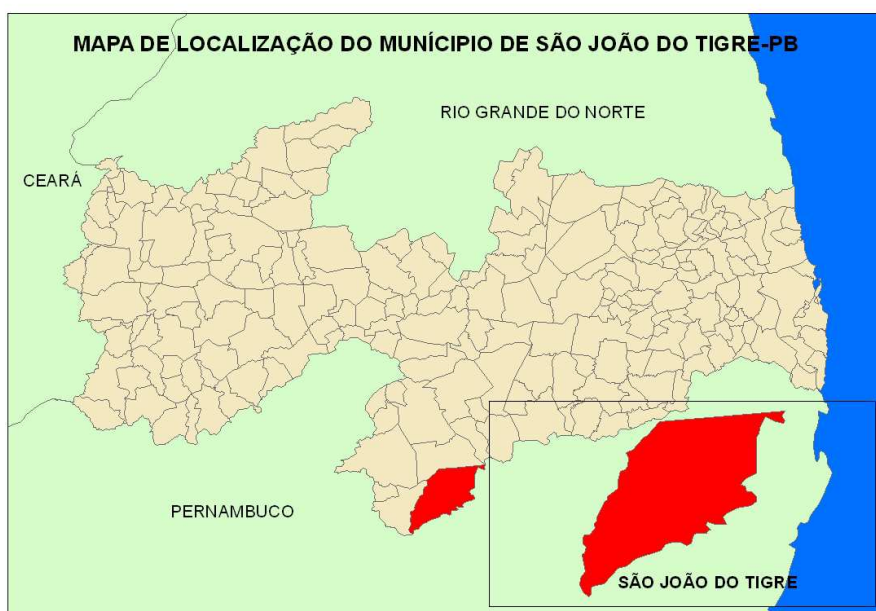 MAPA DE LOCALIZAÇÃO DO MUNÍCIPIO DE SÃO JOÃO DO TIGRE-PB
RIO GRANDE DO NORTE
CEARÁ
PERNAMBUCO
SÃO JOÃO DO TIGRE